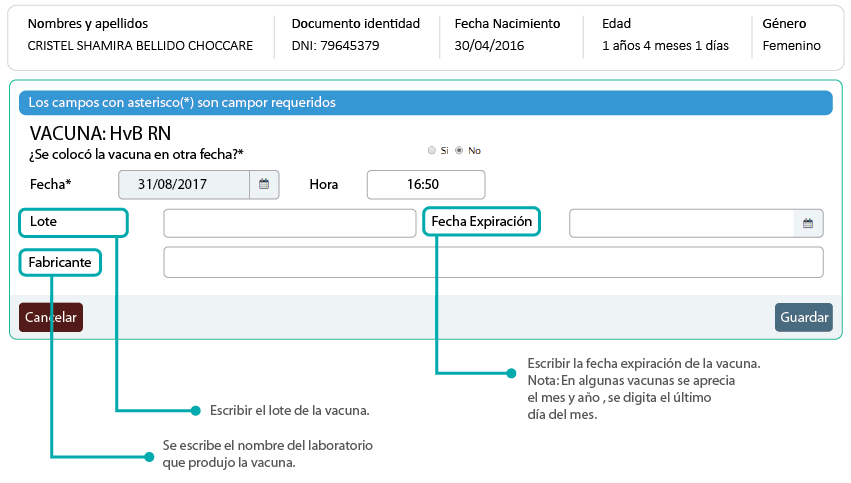 Nombres y apellidos Documento identidad Fecha Nacimiento Edad Género
CRISTEL SHAMIRA BELLIDO CHOCCARE DNI: 79645379 30/04/2016 1 años 4 meses 1 días Femenino
Los campos con asterisco(*) son campor requeridos
VACUNA: HvB RN
¿Se colocó la vacuna en otra fecha?* Si No
Fecha* 31/08/2017 Hora 16:50
Lote Fecha Expiración
Fabricante
Cancelar Guardar
Escribir la fecha expiración de la vacuna.
Nota: En algunas vacunas se aprecia
el mes y año , se digita el último
día del mes.
Escribir el lote de la vacuna.
Se escribe el nombre del laboratorio
que produjo la vacuna.